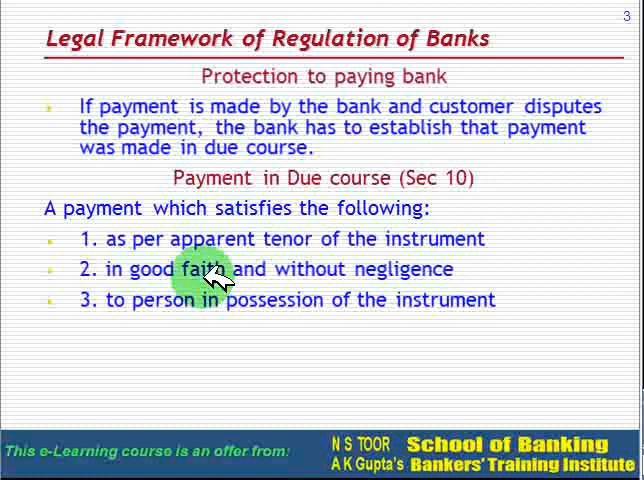 3
Legal Framework of Regulation of Banks
Protection to paying bank
If payment is made by the bank and customer disputes
the payment, the bank has to establish that payment
was made in due course.
Payment in Due course (Sec 10)
A payment which satisfies the following:
1. as per apparent tenor of the instrument
2. in good faith and without negligence
3. to person in possession of the instrument
This e-Learning course is an offer from:
N S TOOR School of Banking
A K Gupta's Bankers' Training Institute